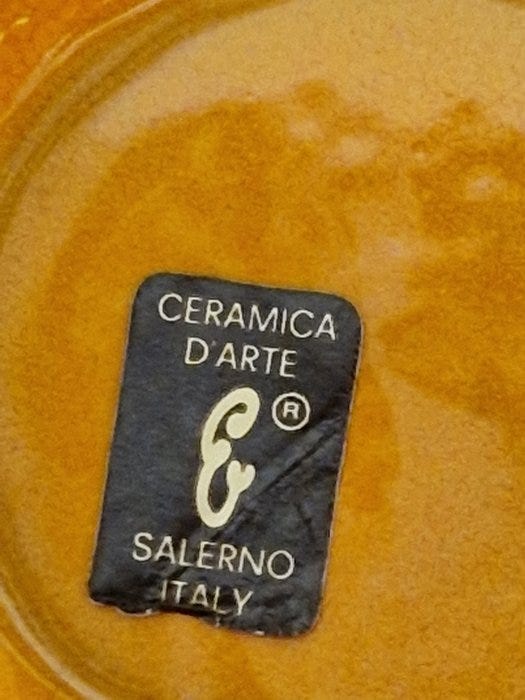 CERAMICA
D'ARTE
&®
SALERNO
ITALY